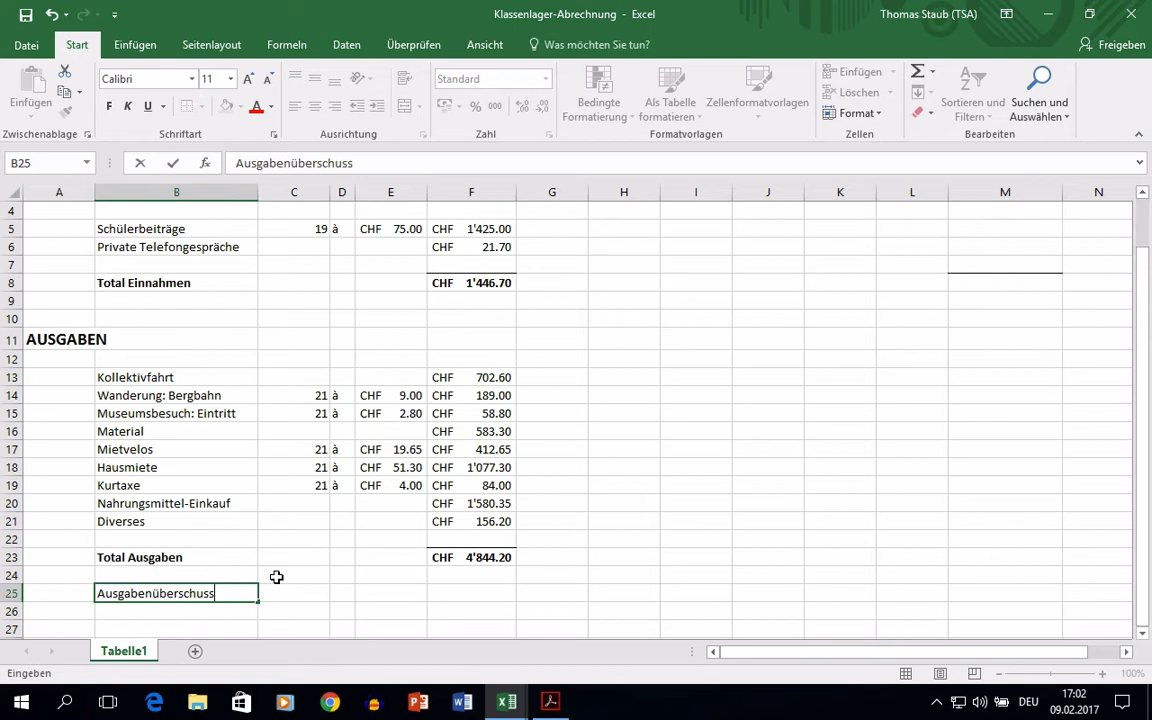 Klassenlager-Abrechnung - Excel
Thomas Staub (TSA)
Datei Start Einfügen Seitenlayout Formeln Daten Überprüfen Ansicht Was möchten Sie tun? Freigeben
Einfügen
Zwischenablage
Calibri 11
F K U
Schriftart
Ausrichtung
Standard
% 000
Zahl
Bedingte Formatierung
Als Tabelle Formatieren
Zellenformatvorlagen
Formatvorlagen
Einfügen
Löschen
Format
Zellen
Sortieren und Filtern
Suchen und Auswählen
Bearbeiten
B25 fx Ausgabenüberschuss
A B C D E F G H I J K L M N
4
5 Schülerbeiträge 19 à CHF 75.00 CHF 1'425.00
6 Private Telefongespräche CHF 21.70
7
8 Total Einnahmen CHF 1'446.70
9
10
11 AUSGABEN
12
13 Kollektivfahrt CHF 702.60
14 Wanderung: Bergbahn 21 à CHF 9.00 CHF 189.00
15 Museumsbesuch: Eintritt 21 à CHF 2.80 CHF 58.80
16 Material CHF 583.30
17 Mietvelos 21 à CHF 19.65 CHF 412.65
18 Hausmiete 21 à CHF 51.30 CHF 1'077.30
19 Kurtaxe 21 à CHF 4.00 CHF 84.00
20 Nahrungsmittel-Einkauf CHF 1'580.35
21 Diverses CHF 156.20
22
23 Total Ausgaben CHF 4'844.20
24
25 Ausgabenüberschuss
26
27
Tabelle1
Eingeben
100%
DEU
17:02
09.02.2017